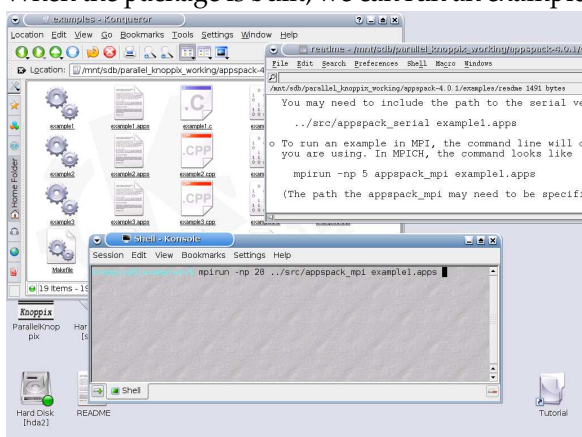 When the package is built, we can run an example
examples - Konqueror
Location Edit View Go Bookmarks Tools Settings Window Help
Location: /mnt/sdb/parallel_knoppix_working/appspack-4
Home Folder
example1 example1.apps example1.c example1
example2 example2.apps example2.cpp
example3 example3.apps example3.cpp
Makefile
19 Items - 19
readme - /mnt/sdb/parallel_knoppix_working/appspack-4.0.1/
File Edit Search Preferences Shell Macro Windows
/mnt/sdb/parallel_knoppix_working/appspack-4.0.1/examples/readme 1491 bytes
You may need to include the path to the serial ve
../src/appspack_serial example1.apps
o To run an example in MPI, the command line will
you are using. In MPICH, the command looks like
mpirun -np 5 appspack_mpi example1.apps
(The path the appspack_mpi may need to be specifi
Shell - Konsole
Session Edit View Bookmarks Settings Help
mpirun -np 20 ../src/appspack_mpi example1.apps
Shell
Knoppix
ParallelKnop
pix
Har
[s
Hard Disk
[hda2]
README
Tutorial